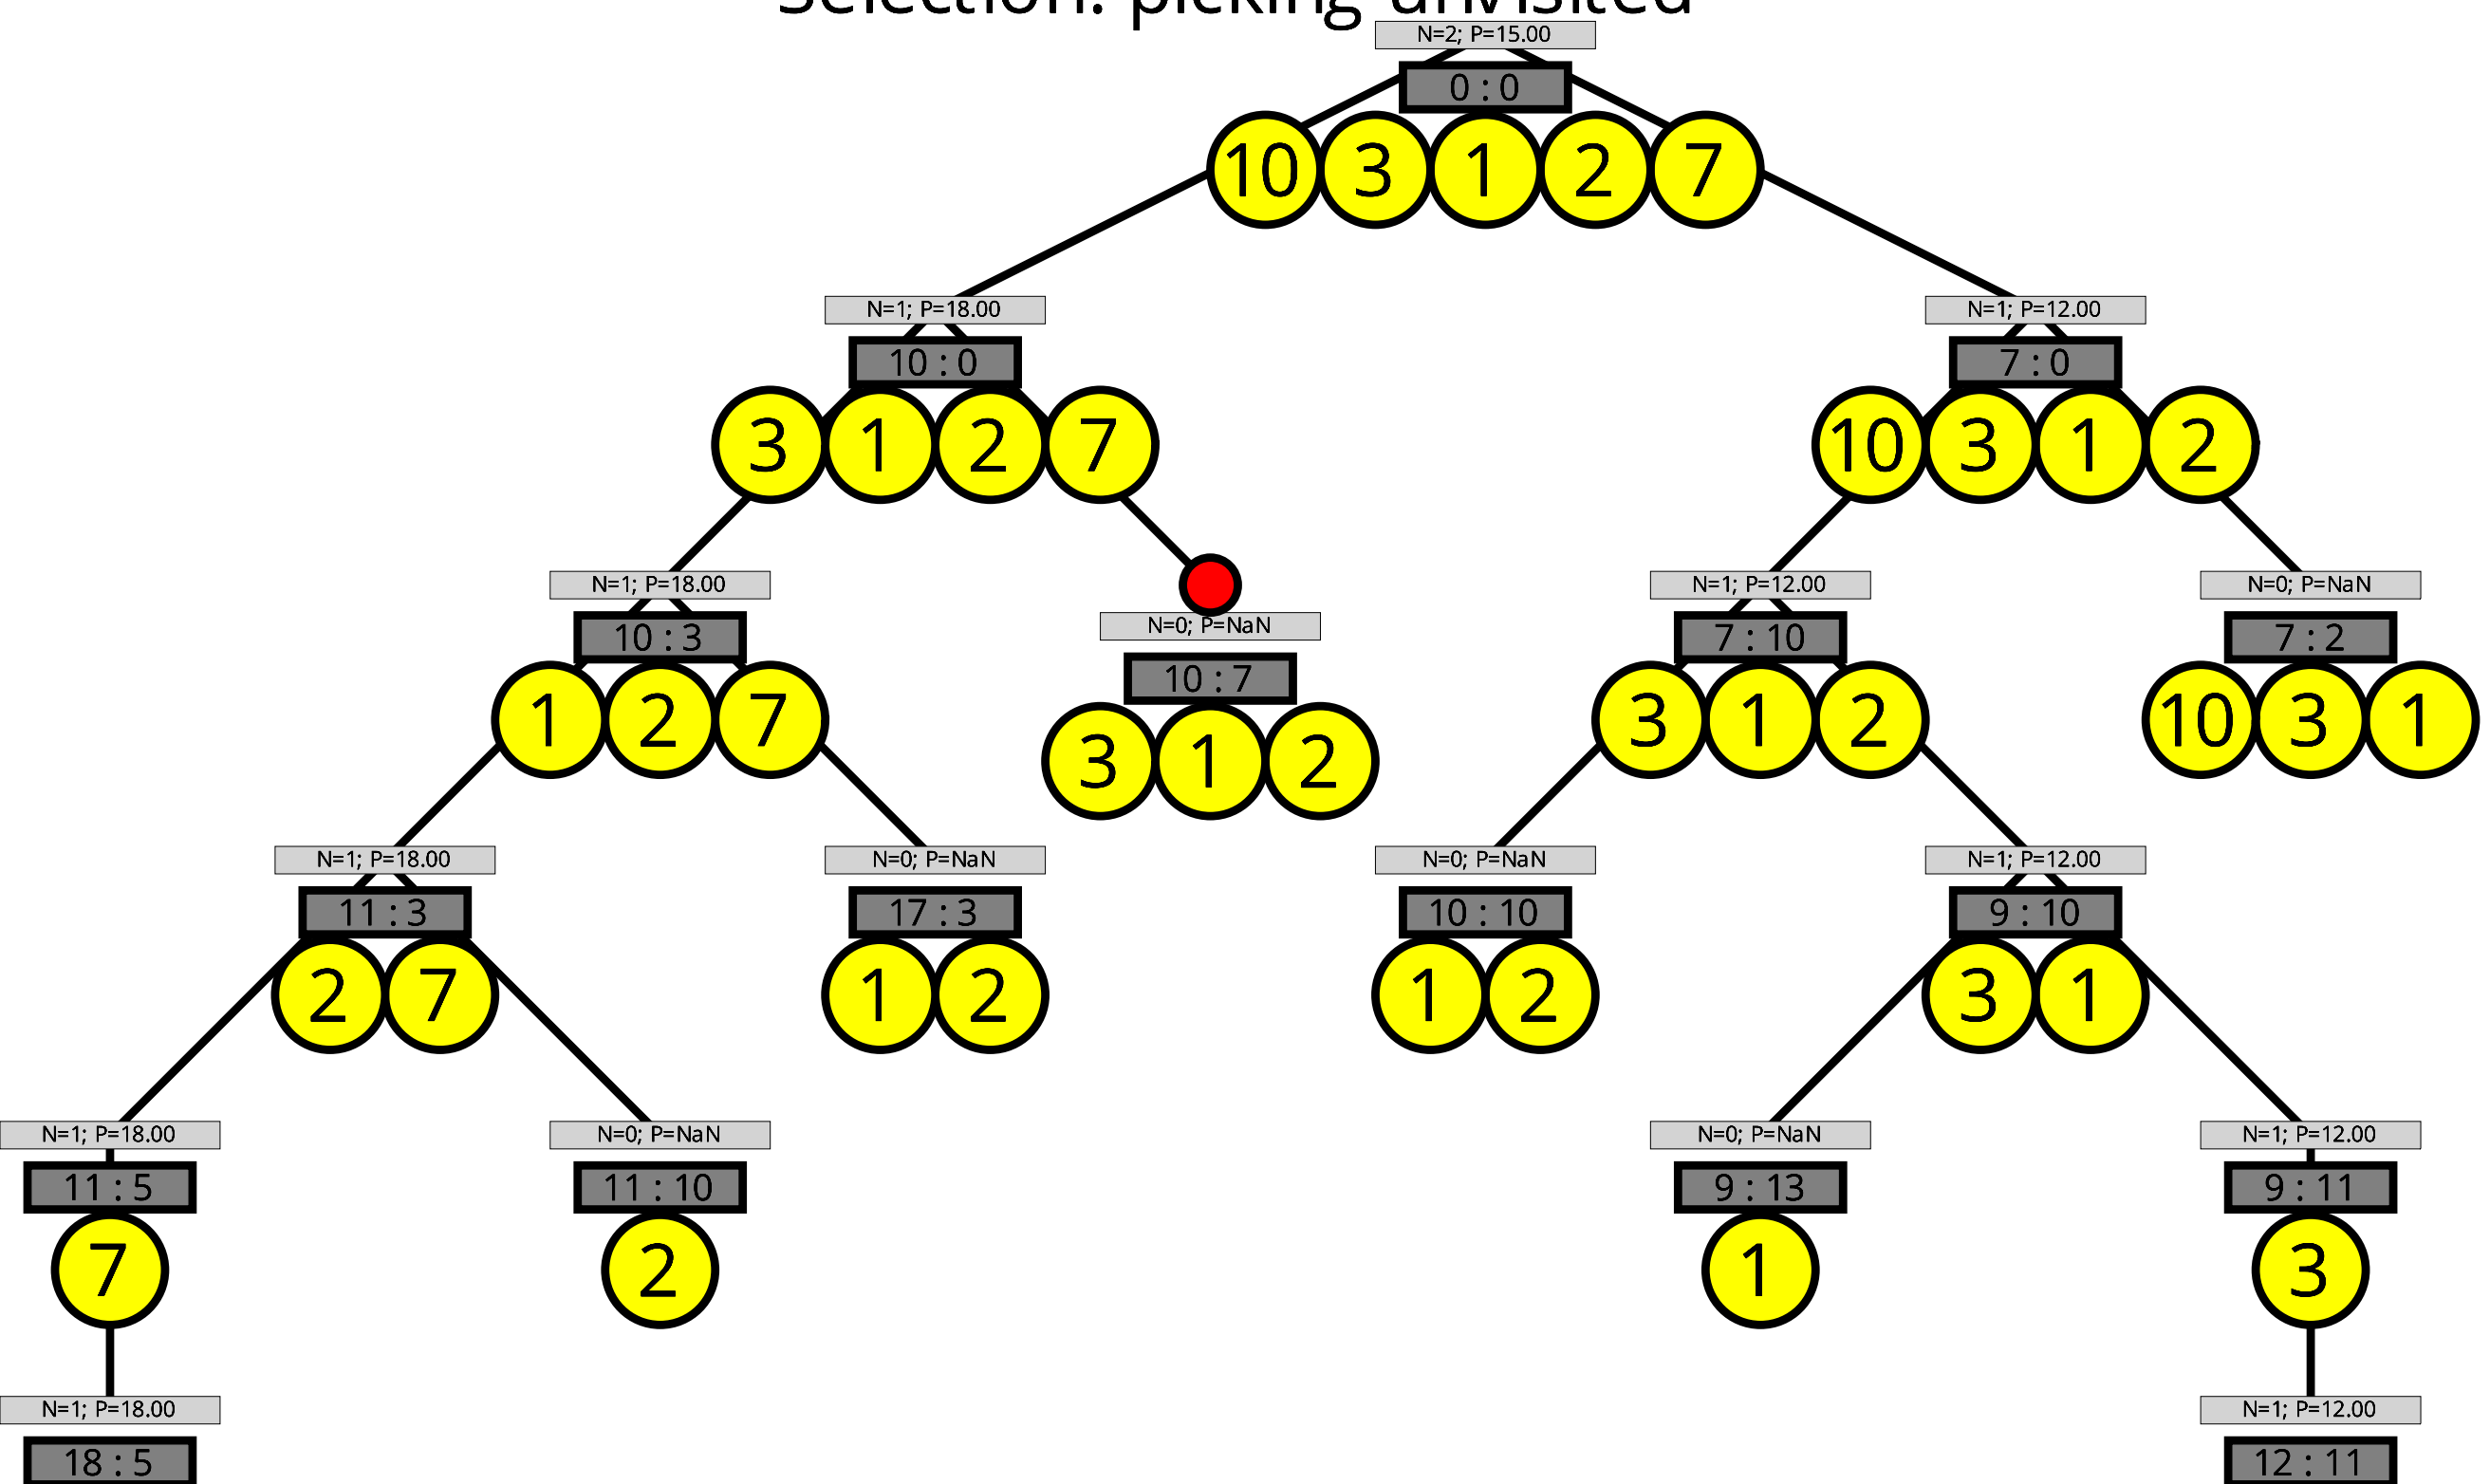 selection: picking unvisited
N=2; P=15.00
0 : 0
10 3 1 2 7
N=1; P=18.00
10 : 0
3 1 2 7
N=1; P=12.00
7 : 0
10 3 1 2
N=1; P=18.00
10 : 3
1 2 7
N=0; P=NaN
10 : 7
3 1 2
N=1; P=12.00
7 : 10
3 1 2
N=0; P=NaN
7 : 2
10 3 1
N=1; P=18.00
11 : 3
2 7
N=0; P=NaN
17 : 3
1 2
N=0; P=NaN
10 : 10
1 2
N=1; P=12.00
9 : 10
3 1
N=1; P=18.00
11 : 5
7
N=0; P=NaN
11 : 10
2
N=0; P=NaN
9 : 13
1
N=1; P=12.00
9 : 11
3
N=1; P=18.00
18 : 5
N=1; P=12.00
12 : 11